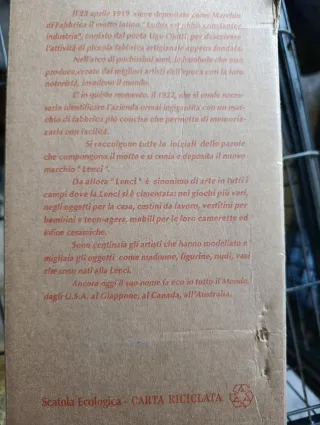 Il 23 aprile 1919 viene depositato come Marchio
di Fabbrica il motto latino, "Ludus est nobis constanter
industria", coniato dal poeta Ugo Ojetti, per descrivere
l'attività di piccola fabbrica artigianale appena fondata.
Nell'arco di pochissimi anni, le bambole che essa
produce, create dai migliori artisti dell'epoca con la loro
notorietà, invadono il mondo.
E' in questo momento, il 1922, che si rende neces-
sario identificare l'azienda ormai ingigantita con un mar-
chio di fabbrica più conciso che permetta di memoriz-
zarla con facilità.
Si raccolgono tutte le iniziali delle parole
che compongono il motto e si conia e deposita il nuovo
marchio "Lenci".
Da allora "Lenci" è sinonimo di arte in tutti i
campi dove la Lenci si è cimentata: nei giochi più vari,
negli oggetti per la casa, cestini da lavoro, vestitini per
bambini e teen-agers, mobili per le loro camerette ed
infine ceramiche.
Sono centinaia gli artisti che hanno modellato e
migliaia gli oggetti come madonne, figurine, nudi, vasi
che sono nati alla Lenci.
Ancora oggi il suo nome fa eco in tutto il Mondo,
dagli U.S.A. al Giappone, al Canada, all'Australia.
Scatola Ecologica - CARTA RICICLATA